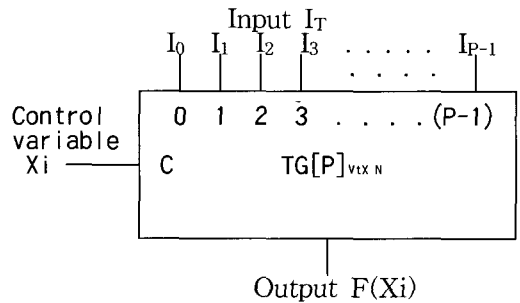 Input I_T
I_0 I_1 I_2 I_3 . . . . . I_P-1
. . . .
0 1 2 3 . . . . (P-1)
Control
variable
Xi C TG[P]VtX N
Output F(Xi)